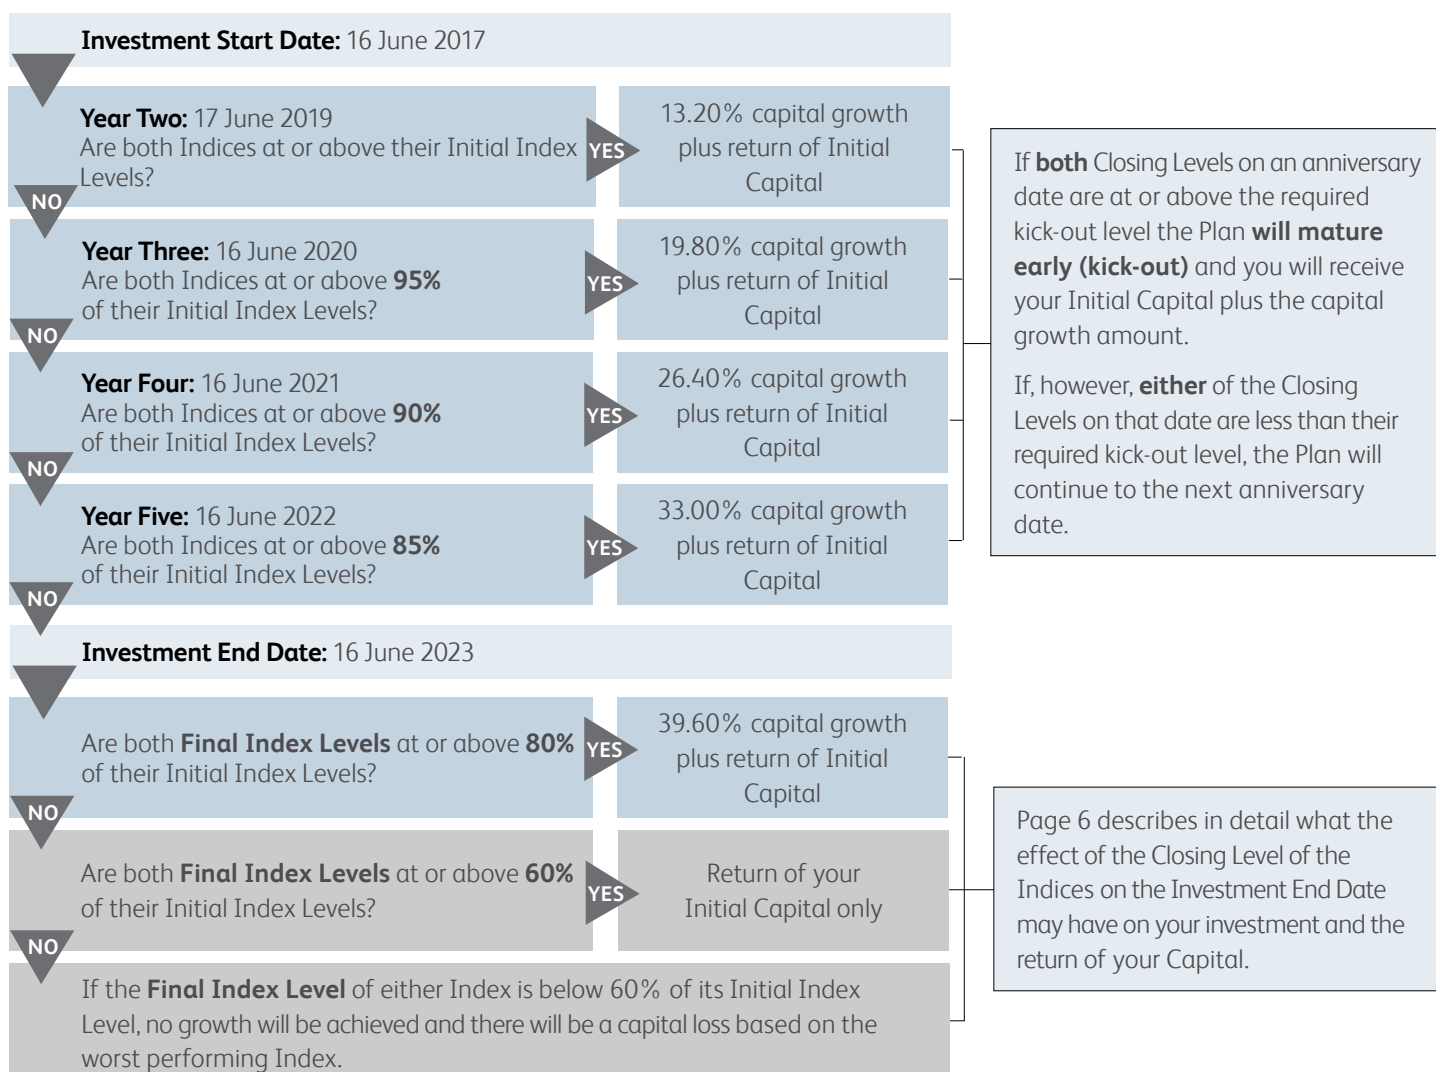 Investment Start Date: 16 June 2017
Year Two: 17 June 2019
Are both Indices at or above their Initial Index
Levels?
YES
13.20% capital growth
plus return of Initial
Capital
NO
Year Three: 16 June 2020
Are both Indices at or above 95%
of their Initial Index Levels?
YES
19.80% capital growth
plus return of Initial
Capital
NO
Year Four: 16 June 2021
Are both Indices at or above 90%
of their Initial Index Levels?
YES
26.40% capital growth
plus return of Initial
Capital
NO
Year Five: 16 June 2022
Are both Indices at or above 85%
of their Initial Index Levels?
YES
33.00% capital growth
plus return of Initial
Capital
NO
If both Closing Levels on an anniversary
date are at or above the required
kick-out level the Plan will mature
early (kick-out) and you will receive
your Initial Capital plus the capital
growth amount.
If, however, either of the Closing
Levels on that date are less than their
required kick-out level, the Plan will
continue to the next anniversary
date.
Investment End Date: 16 June 2023
Are both Final Index Levels at or above 80%
of their Initial Index Levels?
YES
39.60% capital growth
plus return of Initial
Capital
NO
Are both Final Index Levels at or above 60%
of their Initial Index Levels?
YES
Return of your
Initial Capital only
NO
If the Final Index Level of either Index is below 60% of its Initial Index
Level, no growth will be achieved and there will be a capital loss based on the
worst performing Index.
Page 6 describes in detail what the
effect of the Closing Level of the
Indices on the Investment End Date
may have on your investment and the
return of your Capital.